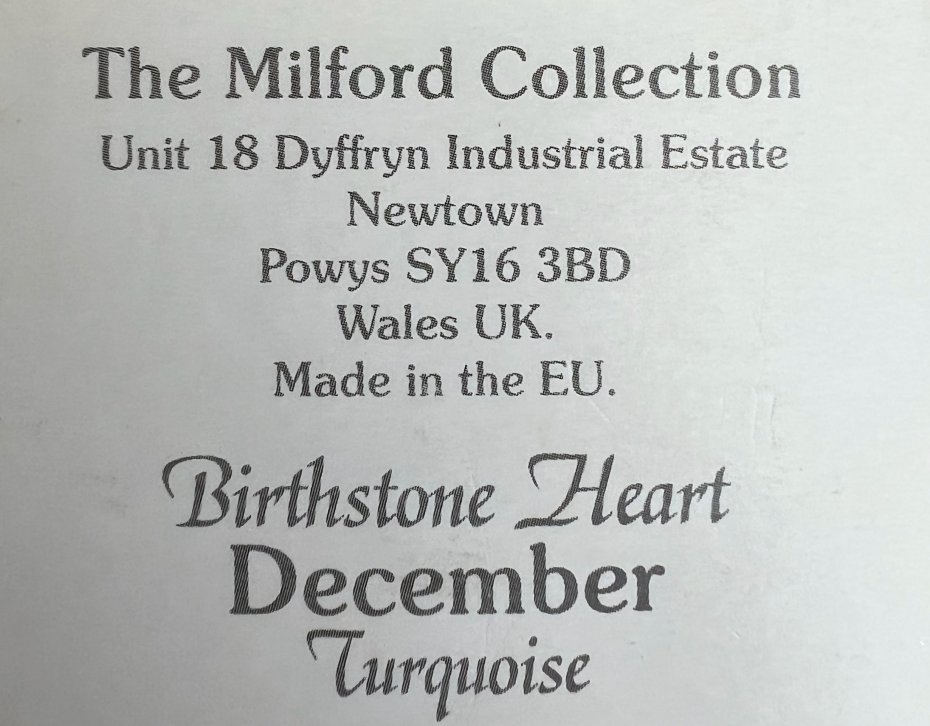 The Milford Collection
Unit 18 Dyffryn Industrial Estate
Newtown
Powys SY16 3BD
Wales UK.
Made in the EU.
Birthstone Heart
December
Turquoise